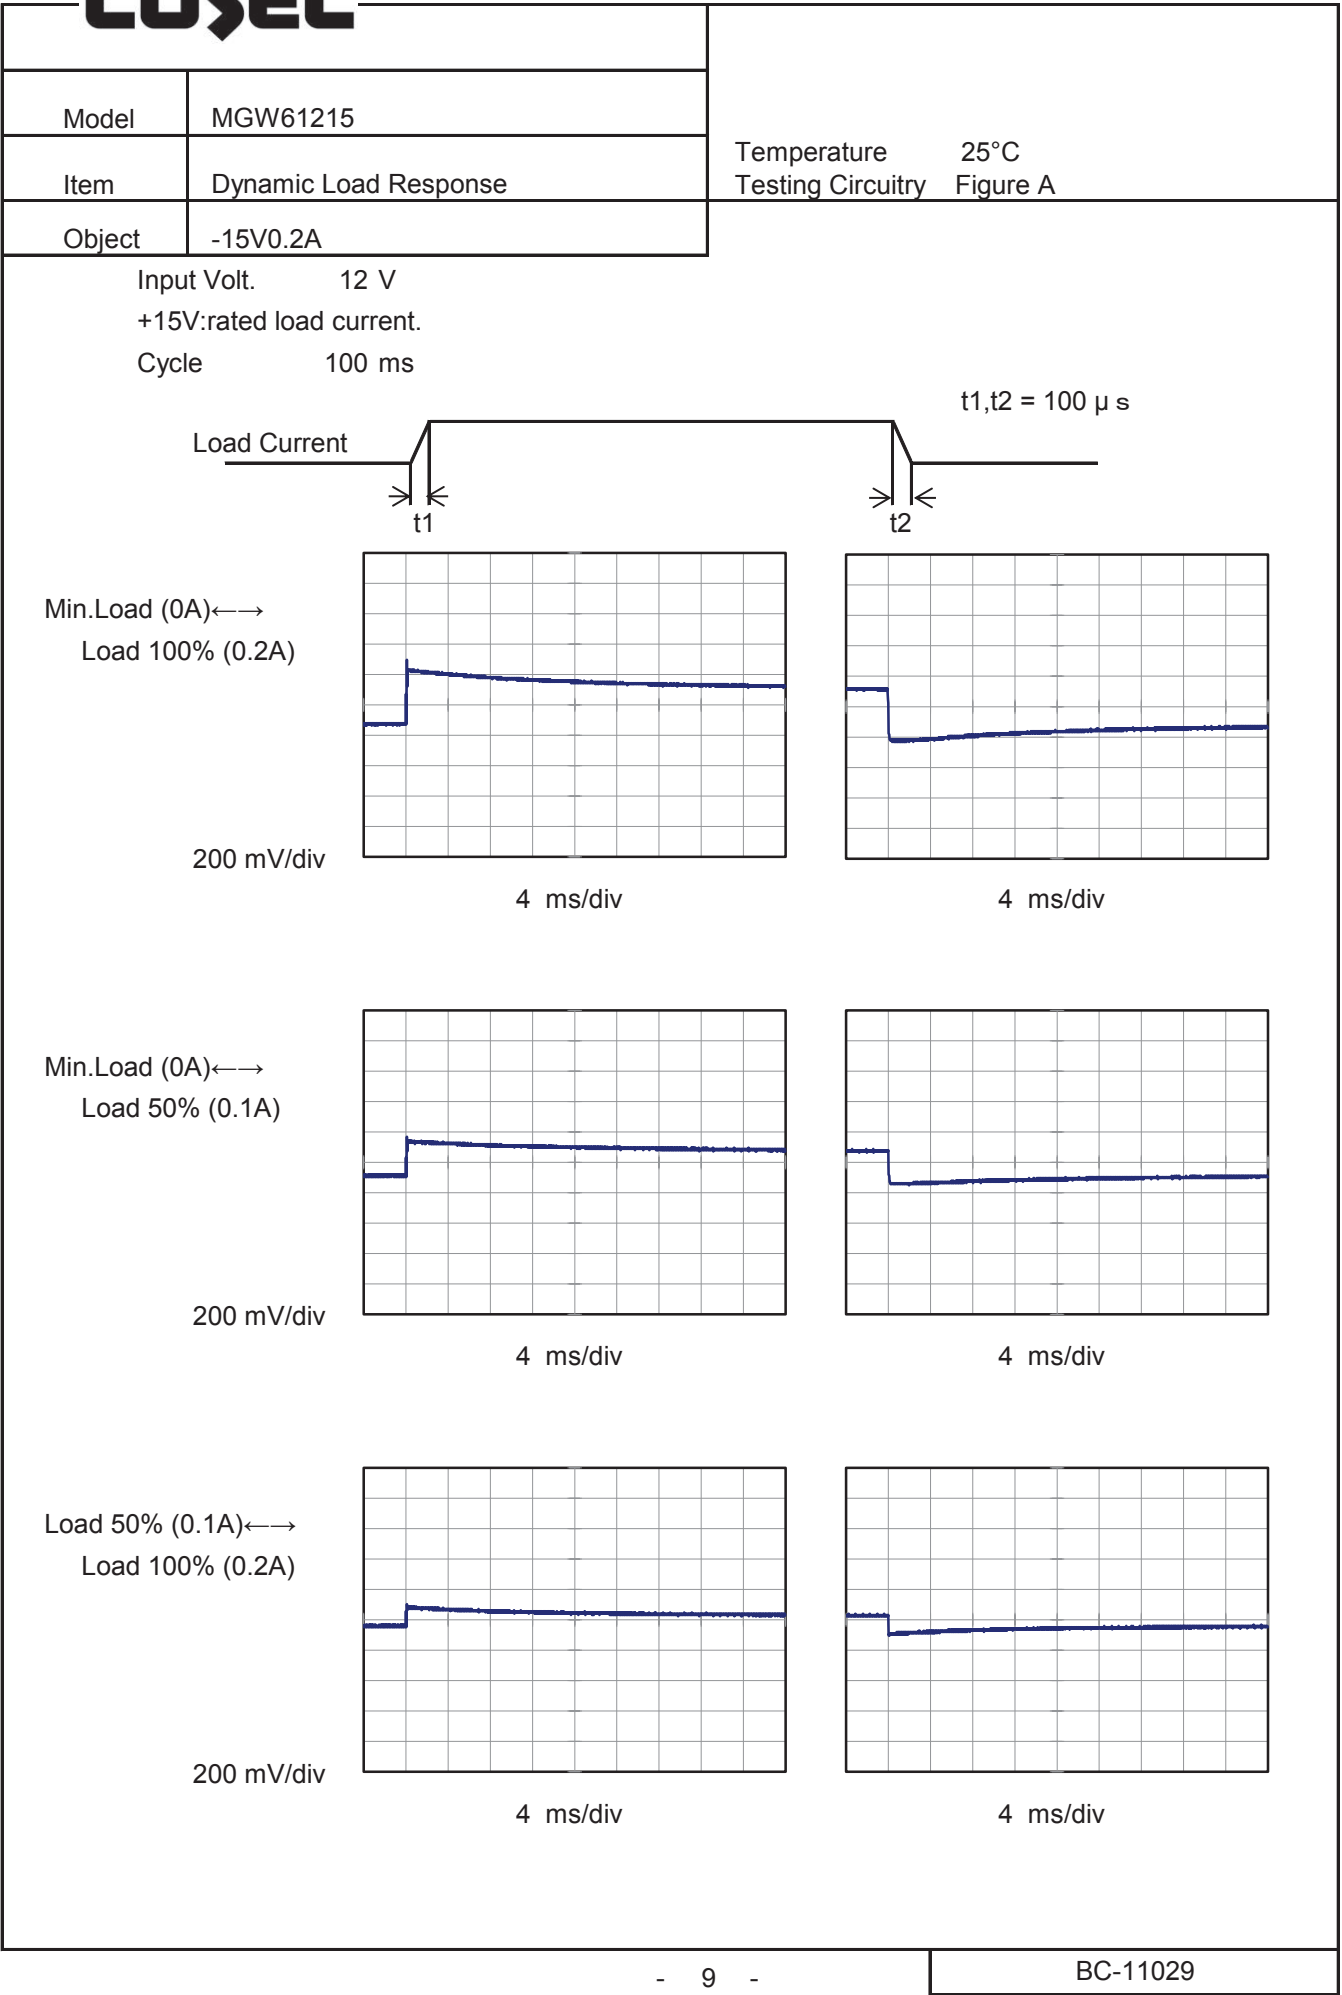 COSEL
Model MGW61215
Item Dynamic Load Response
Object -15V0.2A
Temperature 25°C
Testing Circuitry Figure A
Input Volt. 12 V
+15V:rated load current.
Cycle 100 ms
t1,t2 = 100 μs
Load Current
t1 t2
Min.Load (0A)←→
Load 100% (0.2A)
200 mV/div
4 ms/div 4 ms/div
Min.Load (0A)←→
Load 50% (0.1A)
200 mV/div
4 ms/div 4 ms/div
Load 50% (0.1A)←→
Load 100% (0.2A)
200 mV/div
4 ms/div 4 ms/div
- 9 -
BC-11029